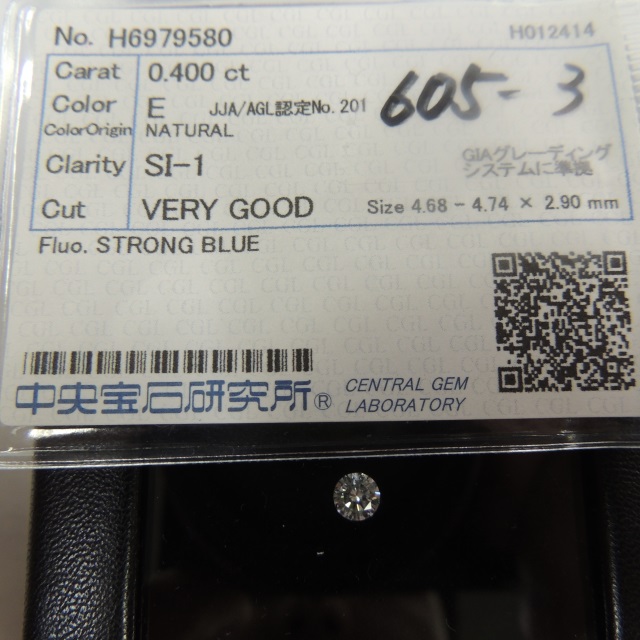 No. H6979580 H012414
Carat 0.400 ct
Color E JJA/AGL認定No.201 605-3
ColorOrigin NATURAL
Clarity SI-1 GIAグレーディング
システムに準拠
Cut VERY GOOD Size 4.68 - 4.74 × 2.90 mm
Fluo. STRONG BLUE
中央宝石研究所® CENTRAL GEM
LABORATORY